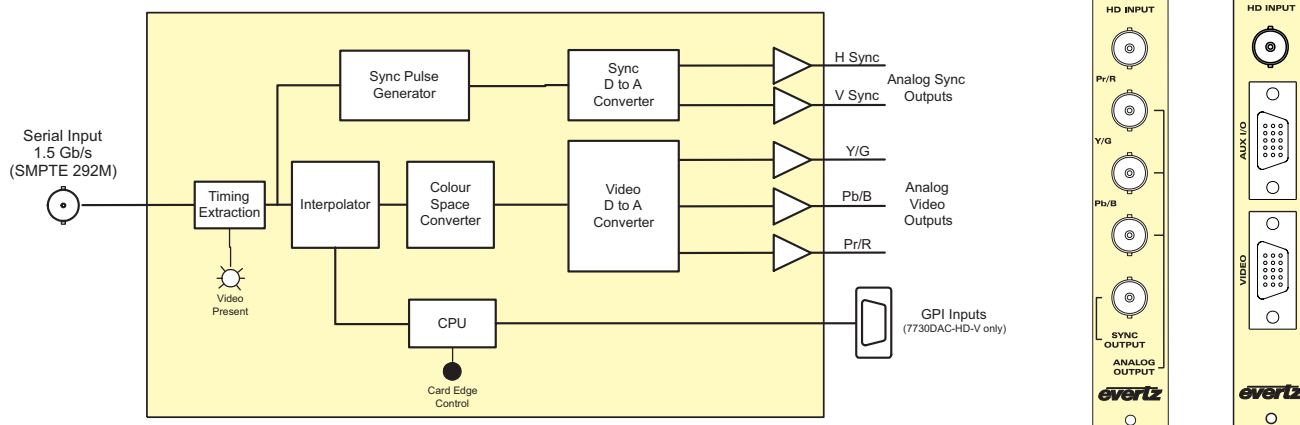 Serial Input
1.5 Gb/s
(SMPTE 292M)
Timing
Extraction
Video
Present
Sync Pulse
Generator
Interpolator
Colour
Space
Converter
CPU
Card Edge
Control
Sync
D to A
Converter
Video
D to A
Converter
H Sync
V Sync
Analog Sync
Outputs
Y/G
Pb/B
Pr/R
Analog
Video
Outputs
GPI Inputs
(7730DAC-HD-V only)
HD INPUT
Pr/R
Y/G
Pb/B
SYNC
OUTPUT
ANALOG
OUTPUT
evertz
HD INPUT
AUX I/O
VIDEO
evertz